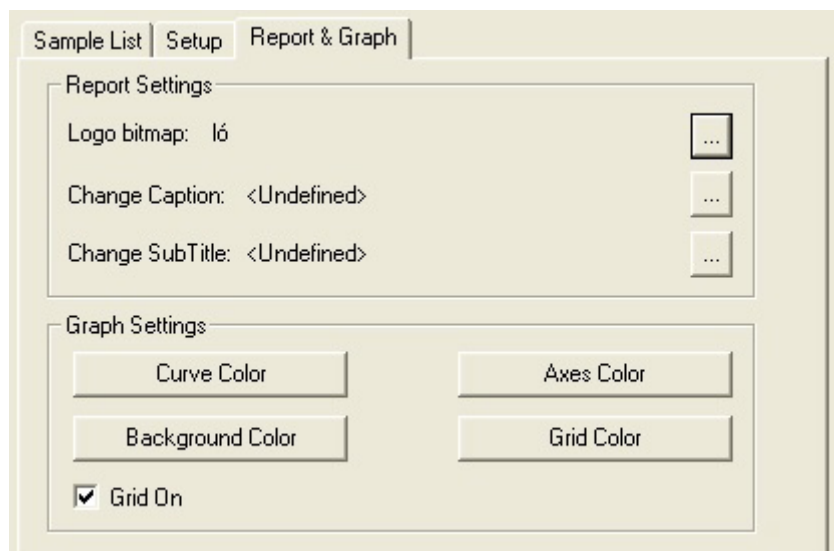 Sample List Setup Report & Graph
Report Settings
Logo bitmap: ló ...
Change Caption: <Undefined> ...
Change SubTitle: <Undefined> ...
Graph Settings
Curve Color Axes Color
Background Color Grid Color
Grid On